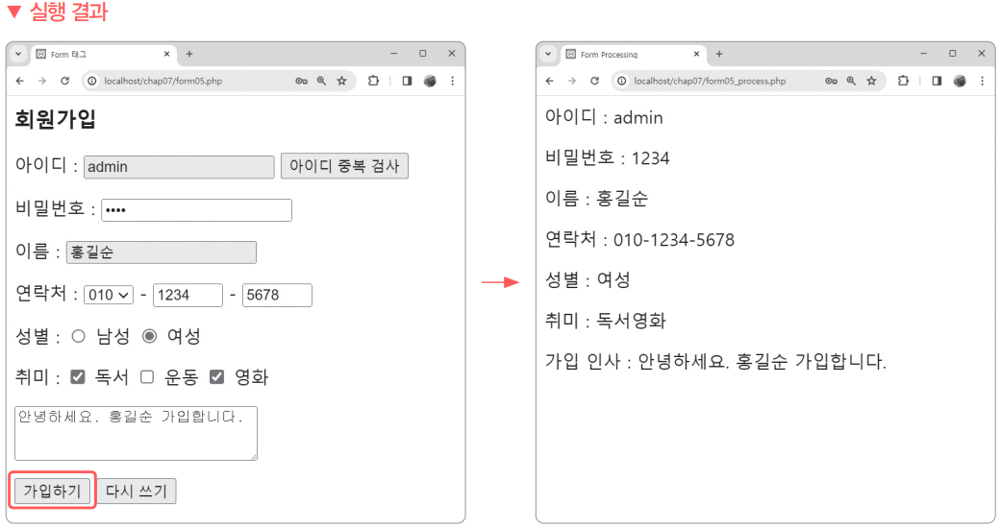 ▼ 실행 결과
Form 태그
localhost/chap07/form05.php
회원가입
아이디 : admin 아이디 중복 검사
비밀번호 : ••••
이름 : 홍길순
연락처 : 010 - 1234 - 5678
성별 : 남성 여성
취미 : 독서 운동 영화
안녕하세요. 홍길순 가입합니다.
가입하기 다시 쓰기
Form Processing
localhost/chap07/form05_process.php
아이디 : admin
비밀번호 : 1234
이름 : 홍길순
연락처 : 010-1234-5678
성별 : 여성
취미 : 독서영화
가입 인사 : 안녕하세요. 홍길순 가입합니다.